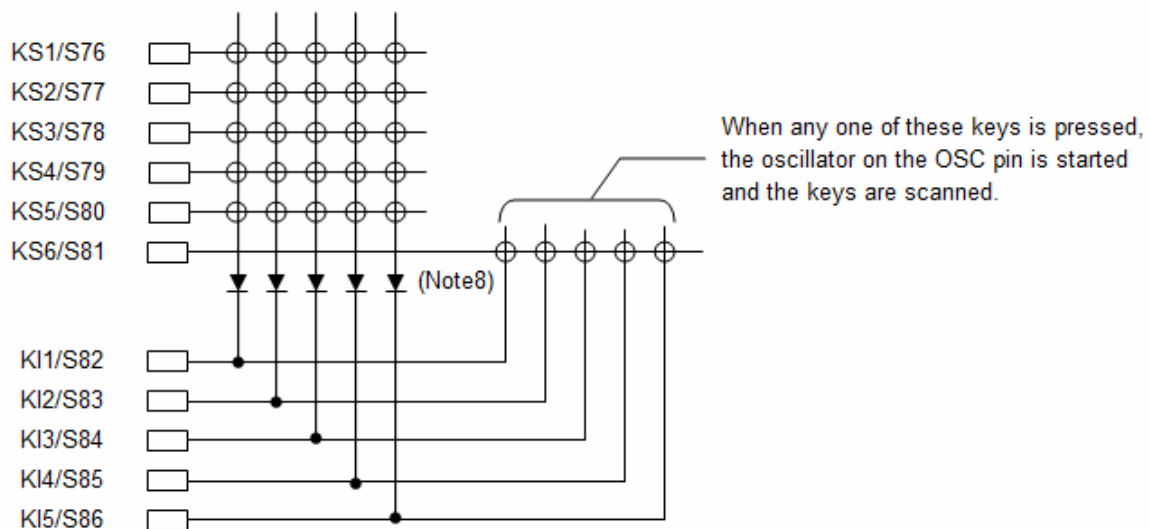 KS1/S76
KS2/S77
KS3/S78
KS4/S79
KS5/S80
KS6/S81
When any one of these keys is pressed,
the oscillator on the OSC pin is started
and the keys are scanned.
(Note8)
KI1/S82
KI2/S83
KI3/S84
KI4/S85
KI5/S86